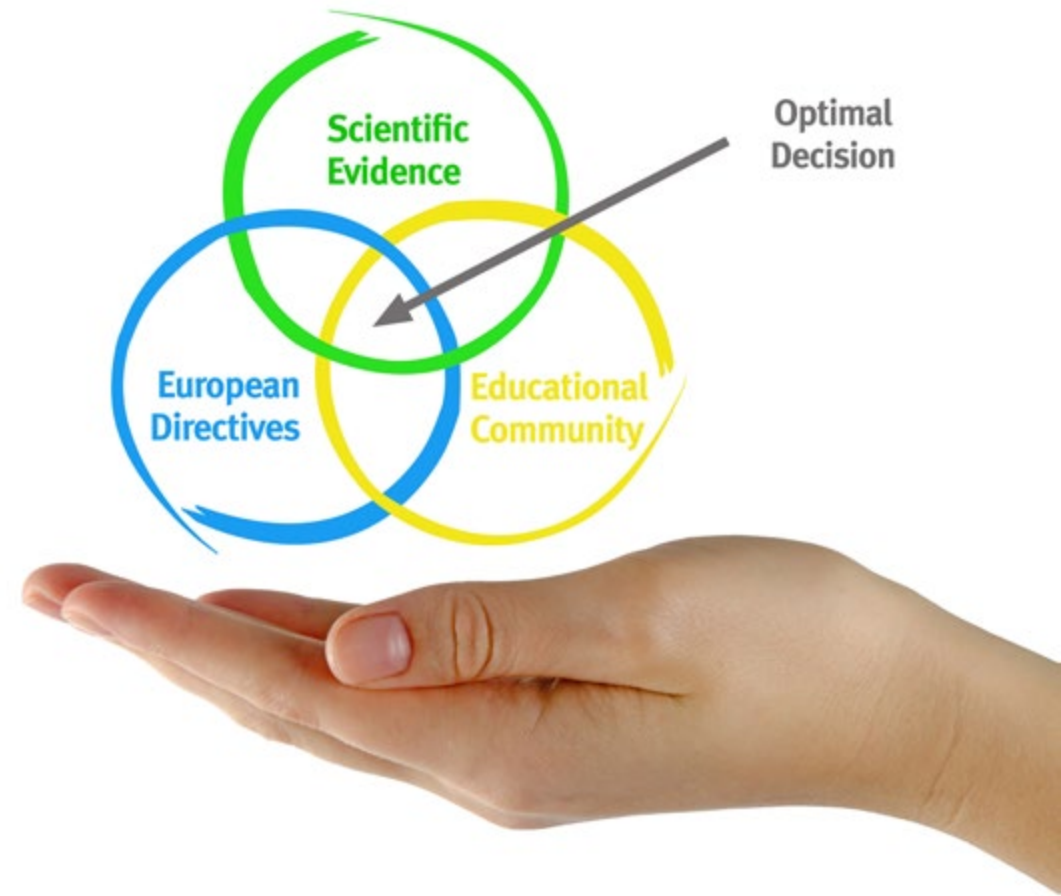 Scientific
Evidence
Optimal
Decision
European
Directives
Educational
Community